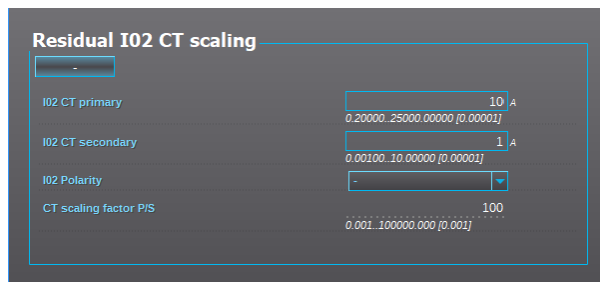 Residual I02 CT scaling
-
I02 CT primary 10 A
0.20000..25000.00000 [0.00001]
I02 CT secondary 1 A
0.00100..10.00000 [0.00001]
I02 Polarity -
CT scaling factor P/S 100
0.001..100000.000 [0.001]